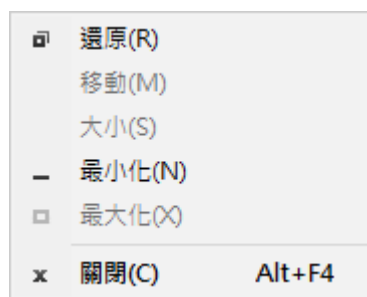 還原(R)
移動(M)
大小(S)
最小化(N)
最大化(X)
關閉(C) Alt+F4